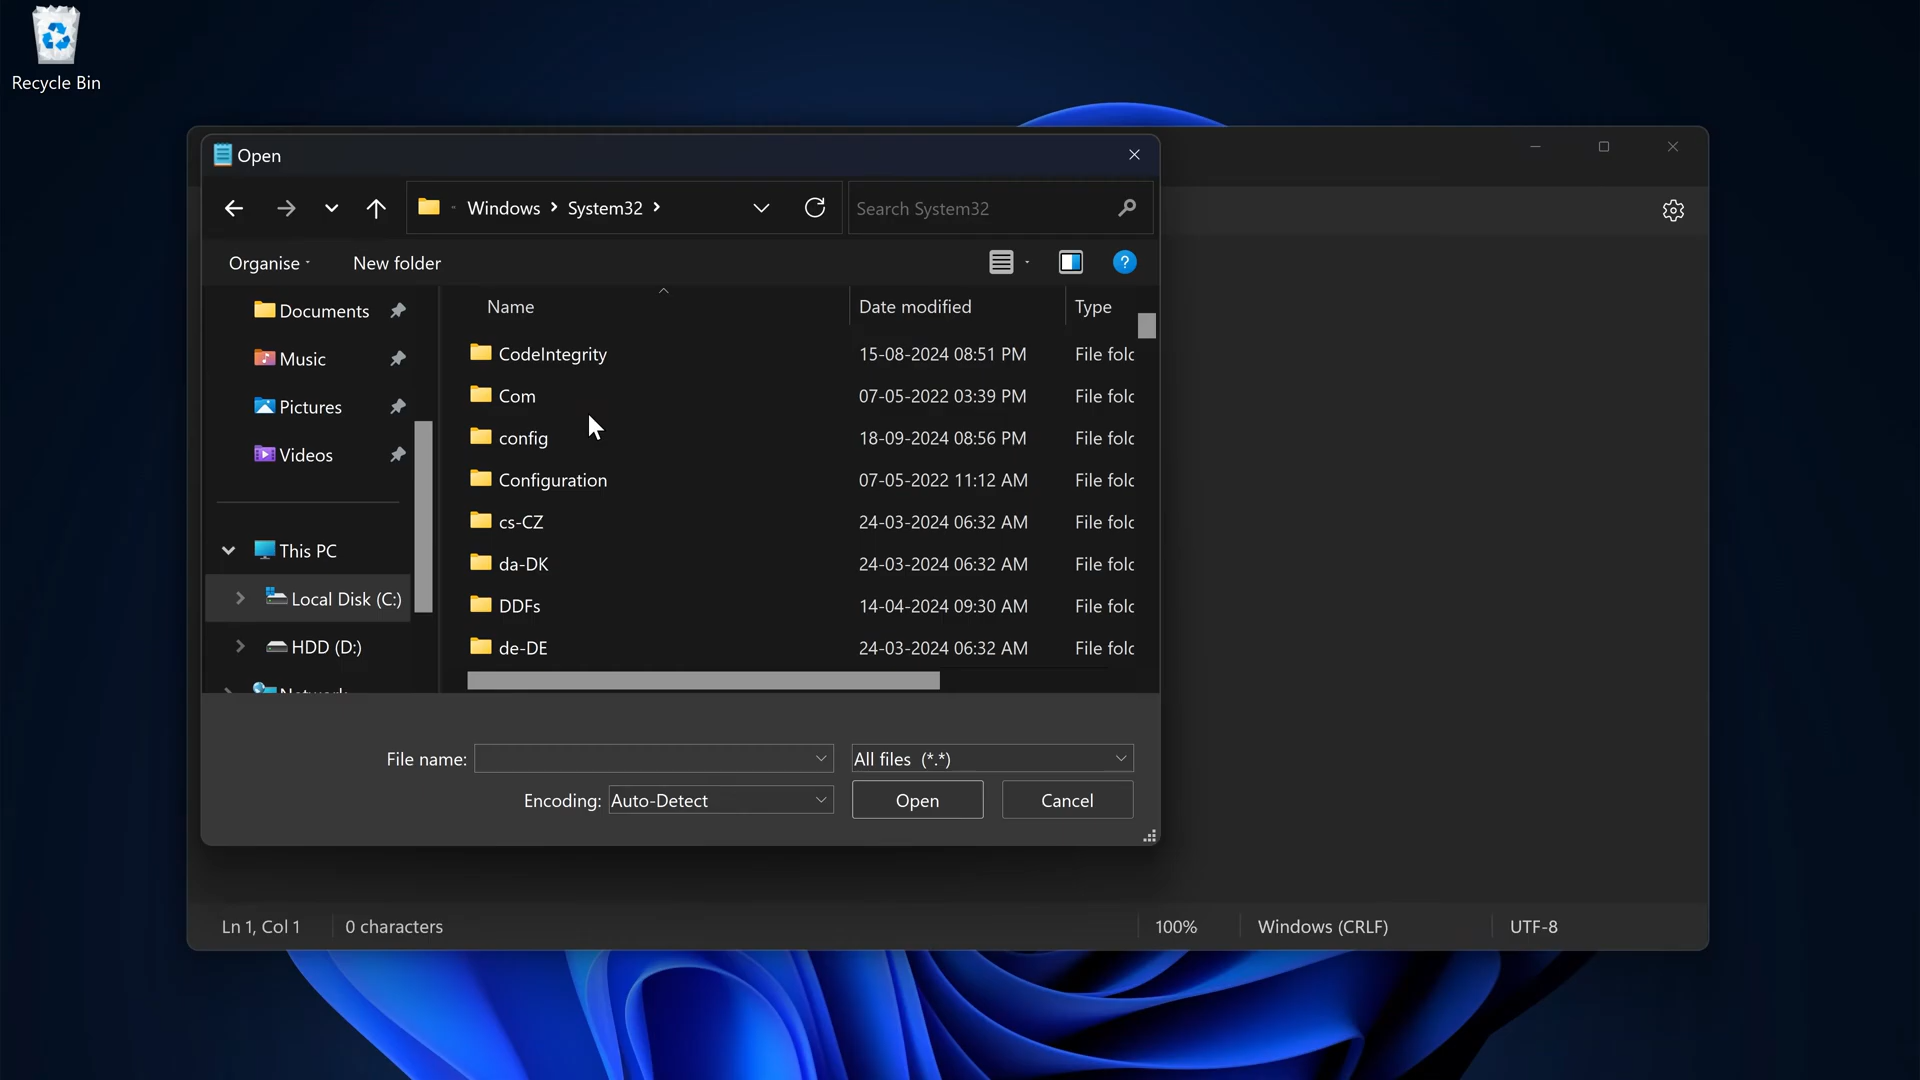 Recycle Bin
Open
Windows System32
Search System32
Organise
New folder
Name Date modified Type
Documents
Music
Pictures
Videos
This PC
Local Disk (C:)
HDD (D:)
Network
CodeIntegrity 15-08-2024 08:51 PM File folc
Com 07-05-2022 03:39 PM File folc
config 18-09-2024 08:56 PM File folc
Configuration 07-05-2022 11:12 AM File folc
cs-CZ 24-03-2024 06:32 AM File folc
da-DK 24-03-2024 06:32 AM File folc
DDFs 14-04-2024 09:30 AM File folc
de-DE 24-03-2024 06:32 AM File folc
File name: All files (*.*)
Encoding: Auto-Detect Open Cancel
Ln 1, Col 1 0 characters 100% Windows (CRLF) UTF-8